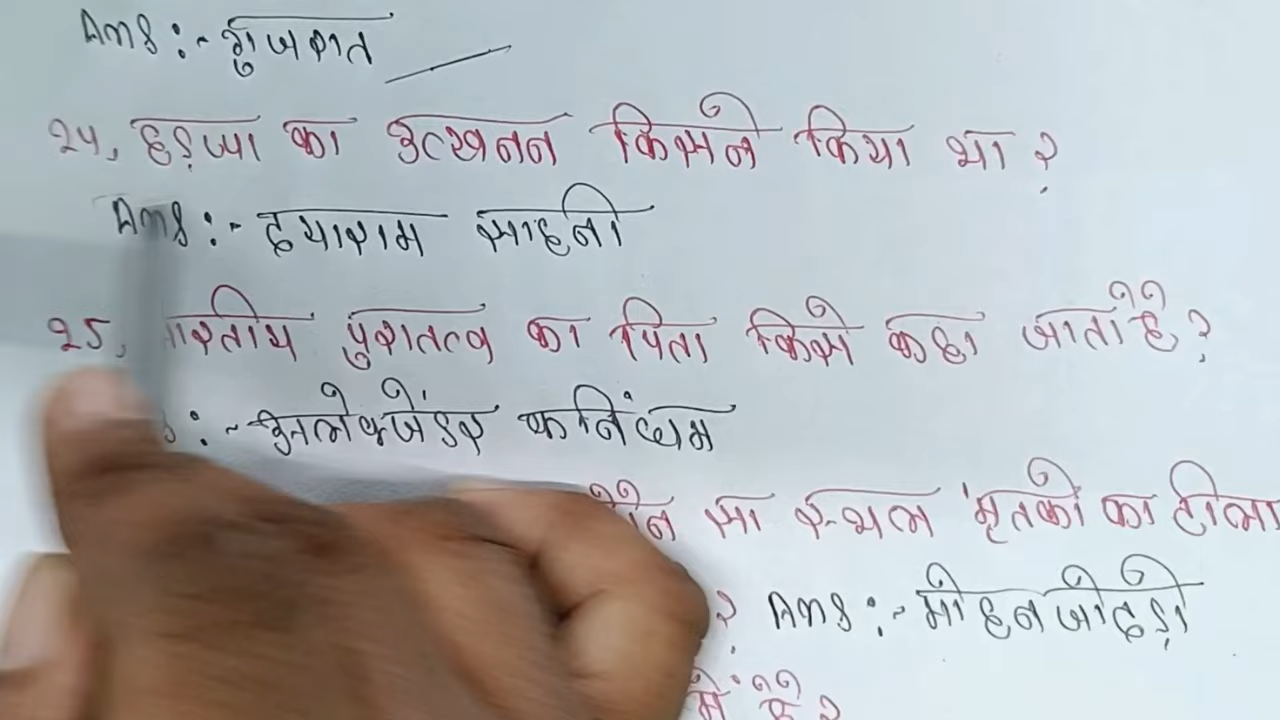 Ans:- गुजरात
24, हड़प्पा का उत्खनन किसने किया था?
Ans:- दयाराम साहनी
25, भारतीय पुरातत्व का पिता किसे कहा जाता है?
:- अलेक्जेंडर कनिंघम
कौन सा स्थल मृतको का टीला
? Ans:- मोहनजोदड़ो
में है?